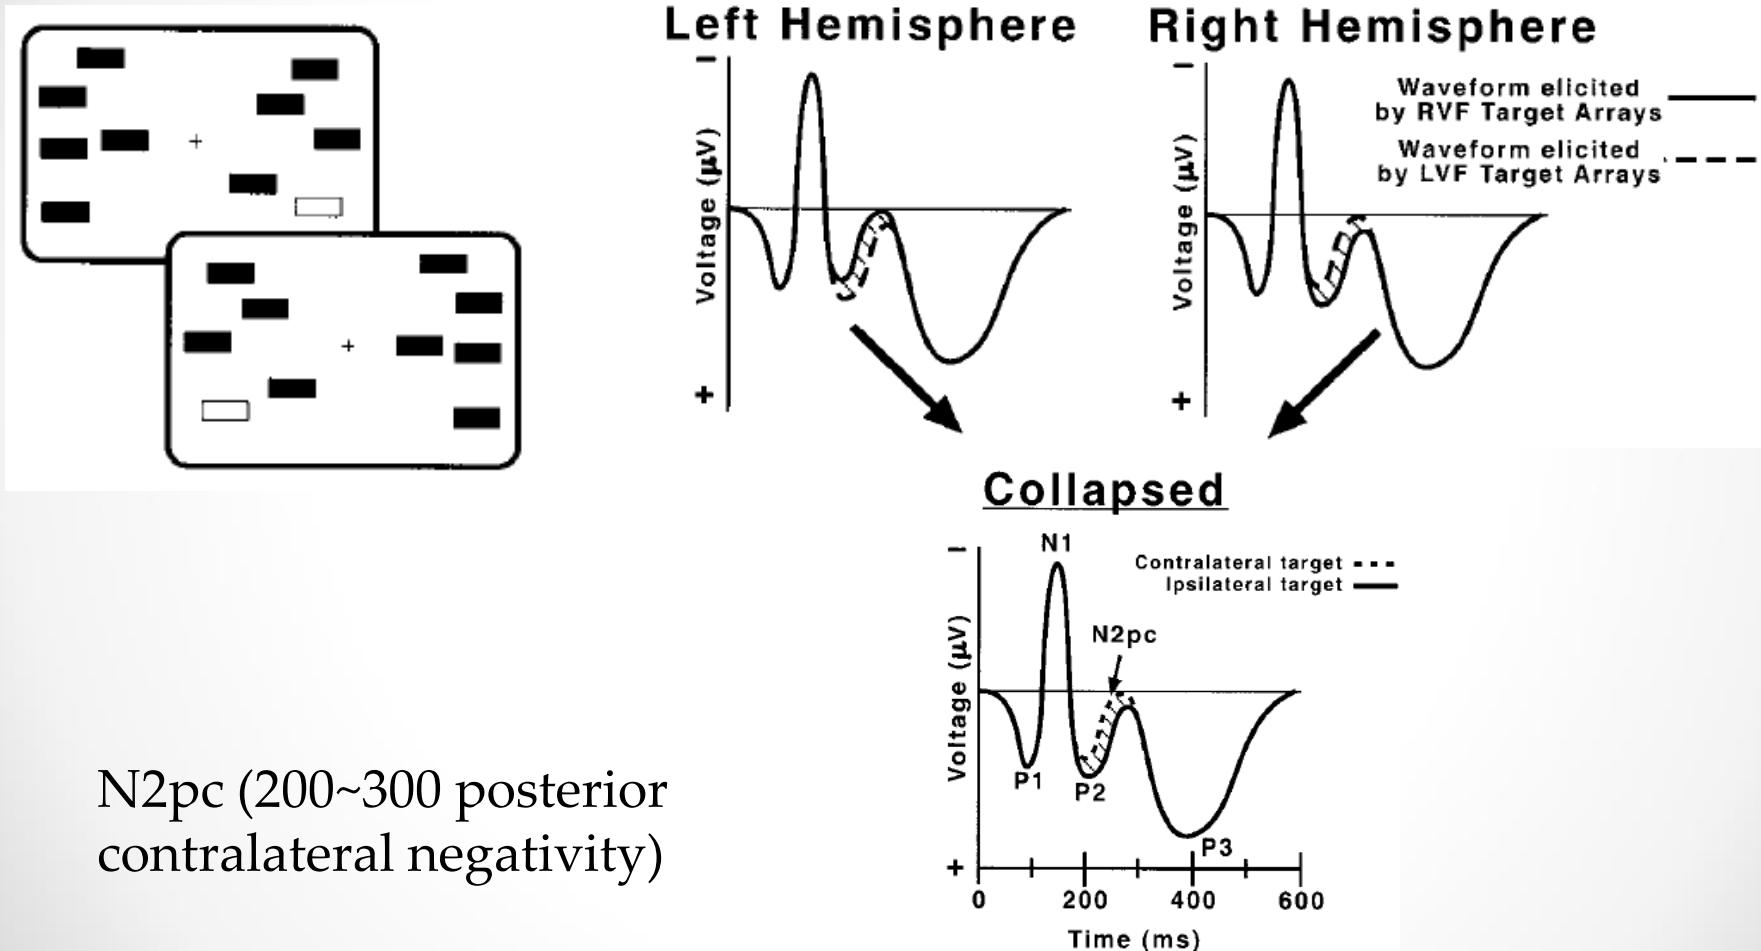 Left Hemisphere
Right Hemisphere
−
Voltage (µV)
+
−
Voltage (µV)
+
Waveform elicited
by RVF Target Arrays
Waveform elicited
by LVF Target Arrays
+
+
Collapsed
−
Voltage (µV)
+
N1
Contralateral target
Ipsilateral target
N2pc
P1
P2
P3
0 200 400 600
Time (ms)
N2pc (200~300 posterior
contralateral negativity)